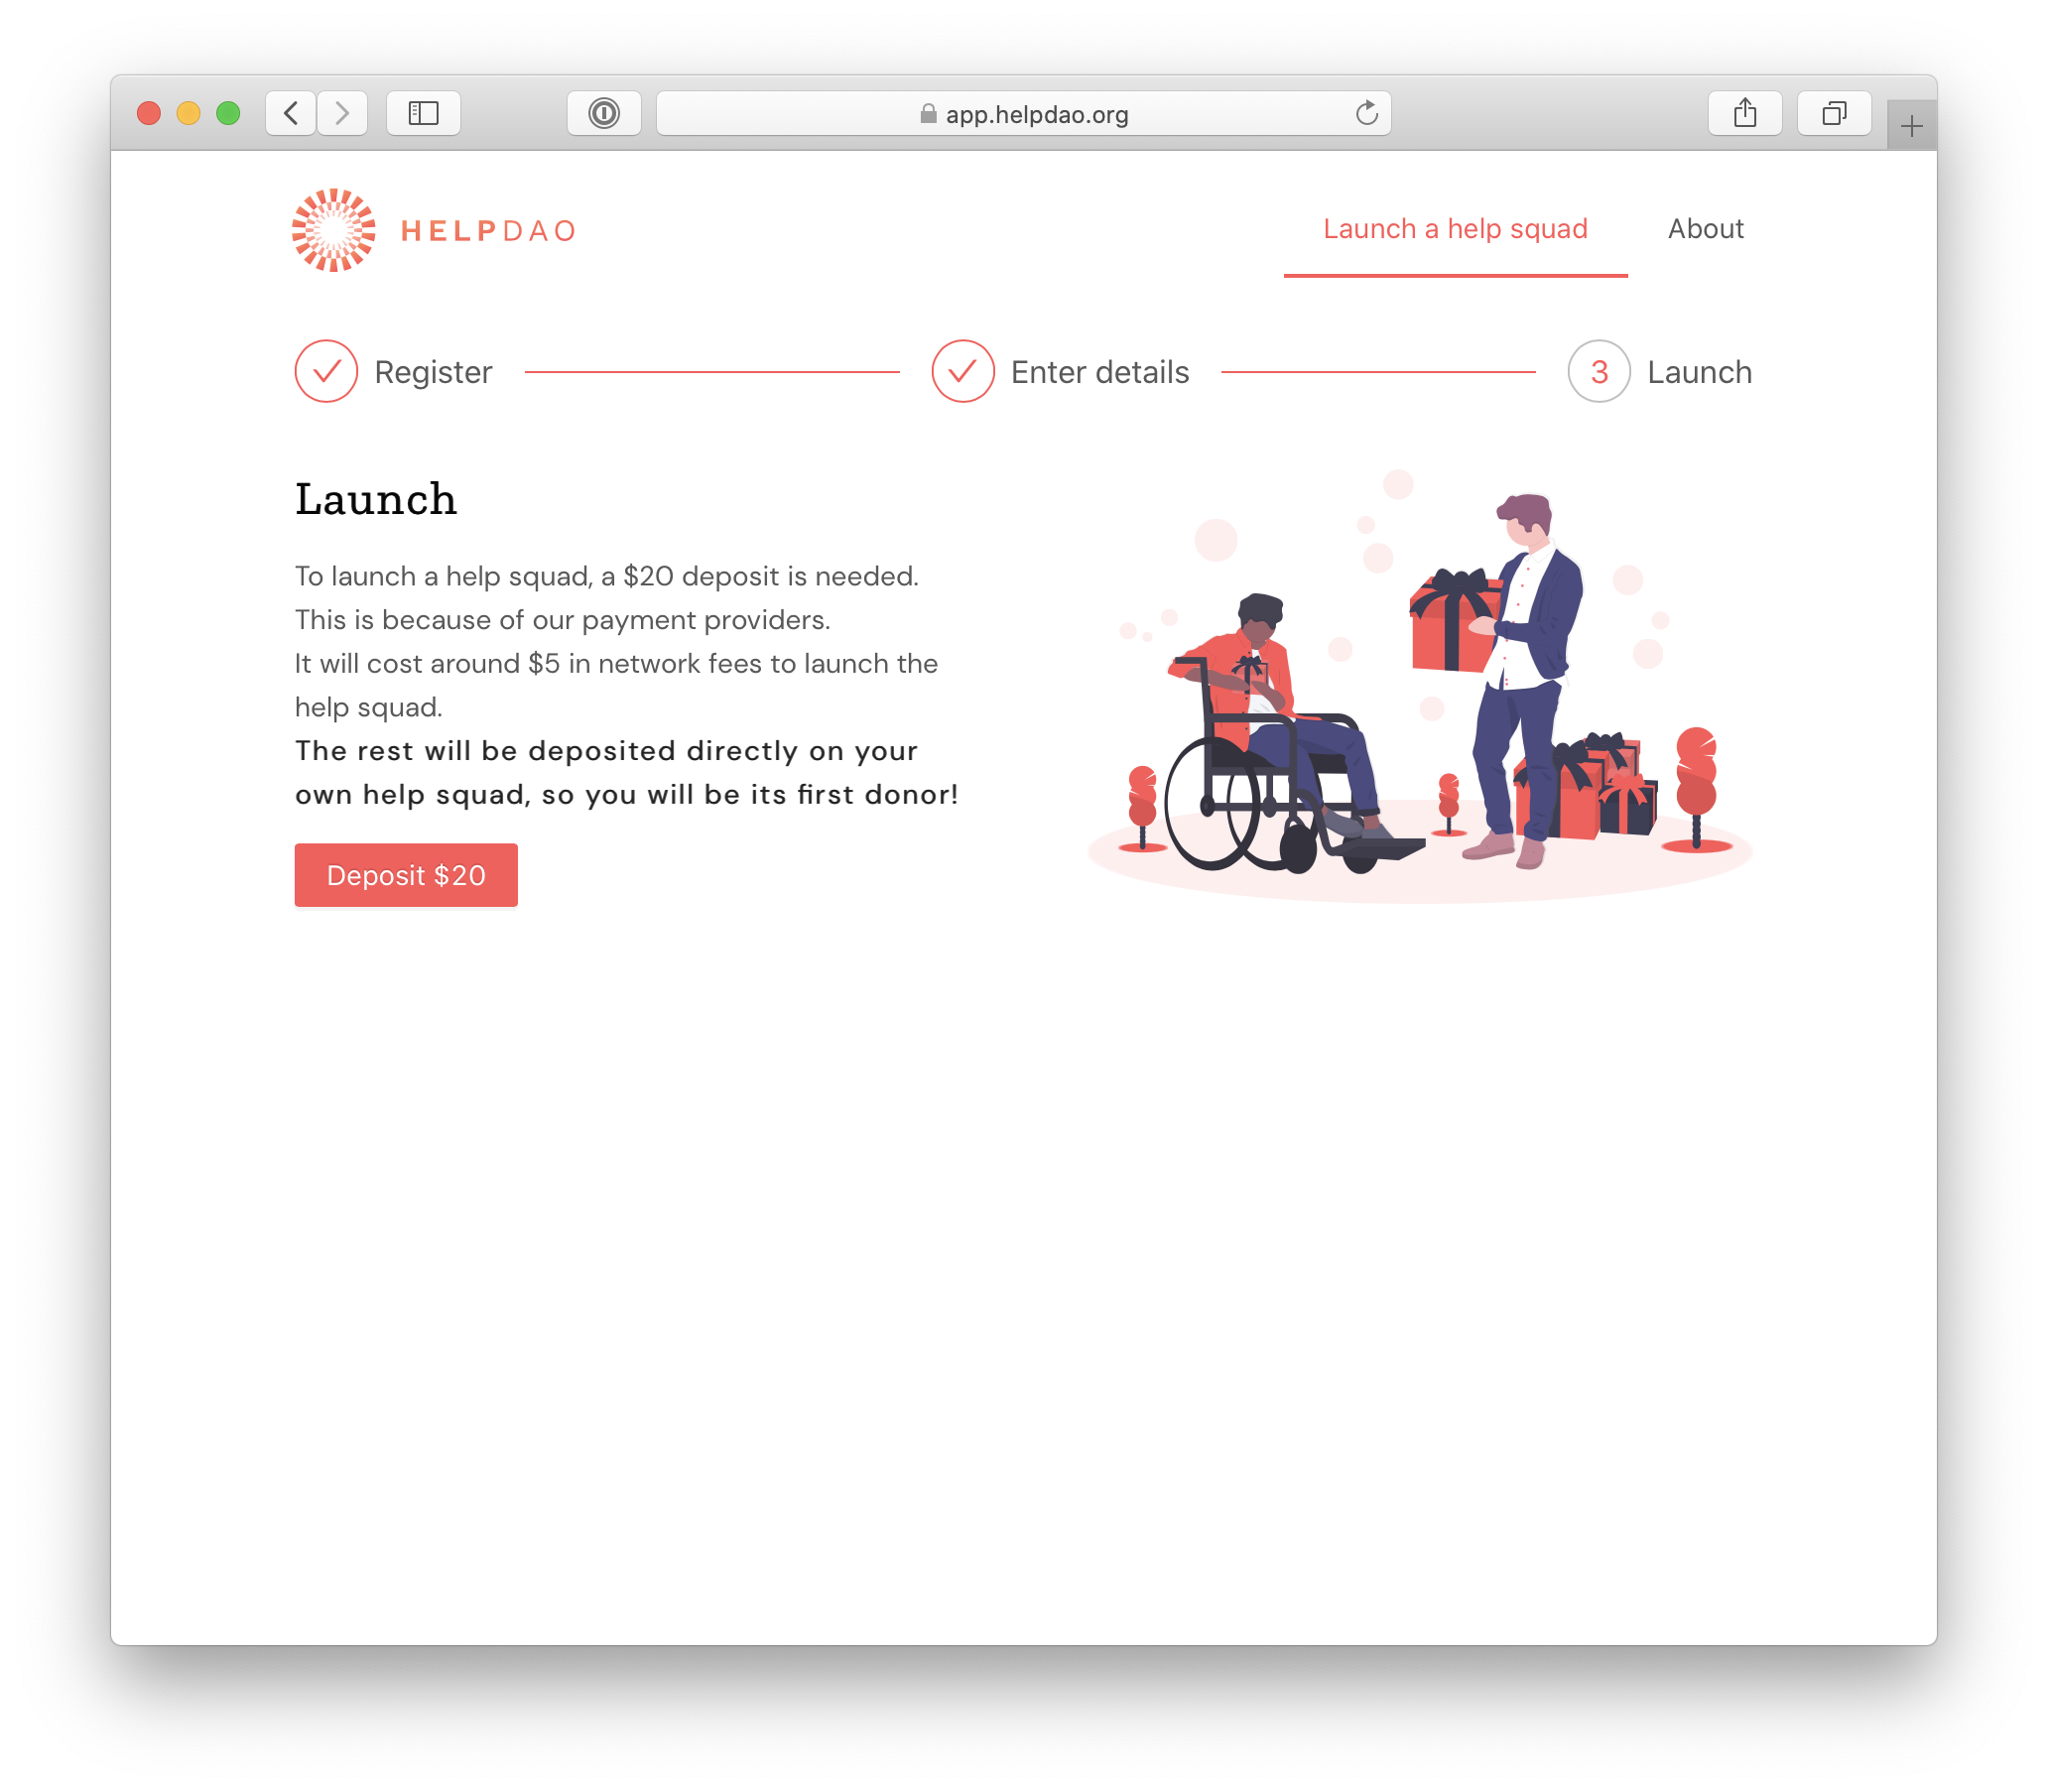 app.helpdao.org
HELPDAO
Launch a help squad
About
Register
Enter details
3
Launch
Launch
To launch a help squad, a $20 deposit is needed.
This is because of our payment providers.
It will cost around $5 in network fees to launch the
help squad.
The rest will be deposited directly on your
own help squad, so you will be its first donor!
Deposit $20